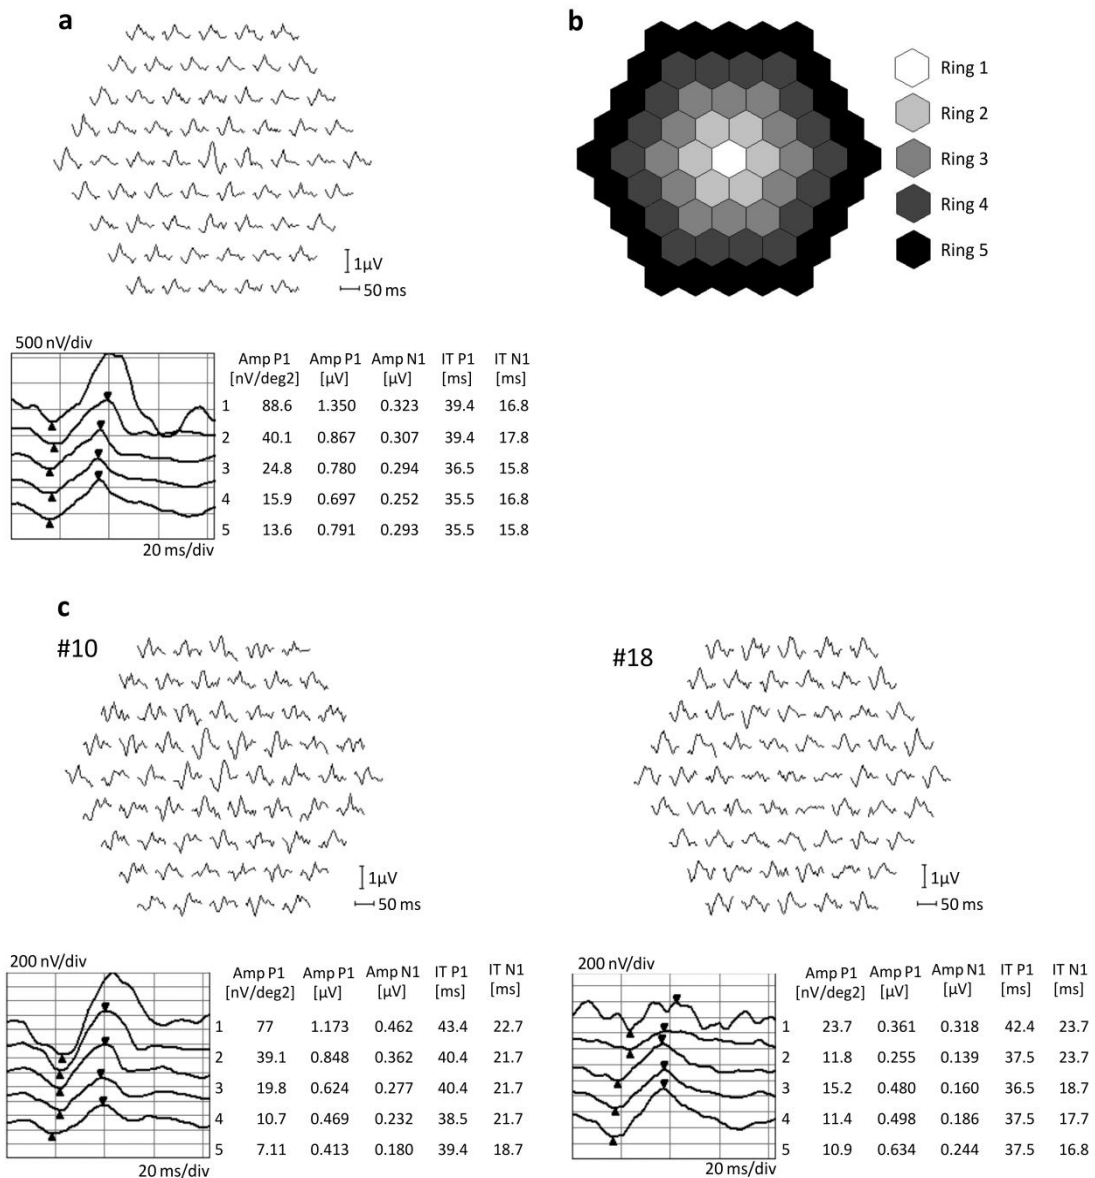 a
1μV
50 ms
b
Ring 1
Ring 2
Ring 3
Ring 4
Ring 5
500 nV/div
20 ms/div
Amp P1 Amp P1 Amp N1 IT P1 IT N1
[nV/deg2] [μV] [μV] [ms] [ms]
1 88.6 1.350 0.323 39.4 16.8
2 40.1 0.867 0.307 39.4 17.8
3 24.8 0.780 0.294 36.5 15.8
4 15.9 0.697 0.252 35.5 16.8
5 13.6 0.791 0.293 35.5 15.8
c
#10
1μV
50 ms
200 nV/div
20 ms/div
Amp P1 Amp P1 Amp N1 IT P1 IT N1
[nV/deg2] [μV] [μV] [ms] [ms]
1 77 1.173 0.462 43.4 22.7
2 39.1 0.848 0.362 40.4 21.7
3 19.8 0.624 0.277 40.4 21.7
4 10.7 0.469 0.232 38.5 21.7
5 7.11 0.413 0.180 39.4 18.7
#18
1μV
50 ms
200 nV/div
20 ms/div
Amp P1 Amp P1 Amp N1 IT P1 IT N1
[nV/deg2] [μV] [μV] [ms] [ms]
1 23.7 0.361 0.318 42.4 23.7
2 11.8 0.255 0.139 37.5 23.7
3 15.2 0.480 0.160 36.5 18.7
4 11.4 0.498 0.186 37.5 17.7
5 10.9 0.634 0.244 37.5 16.8